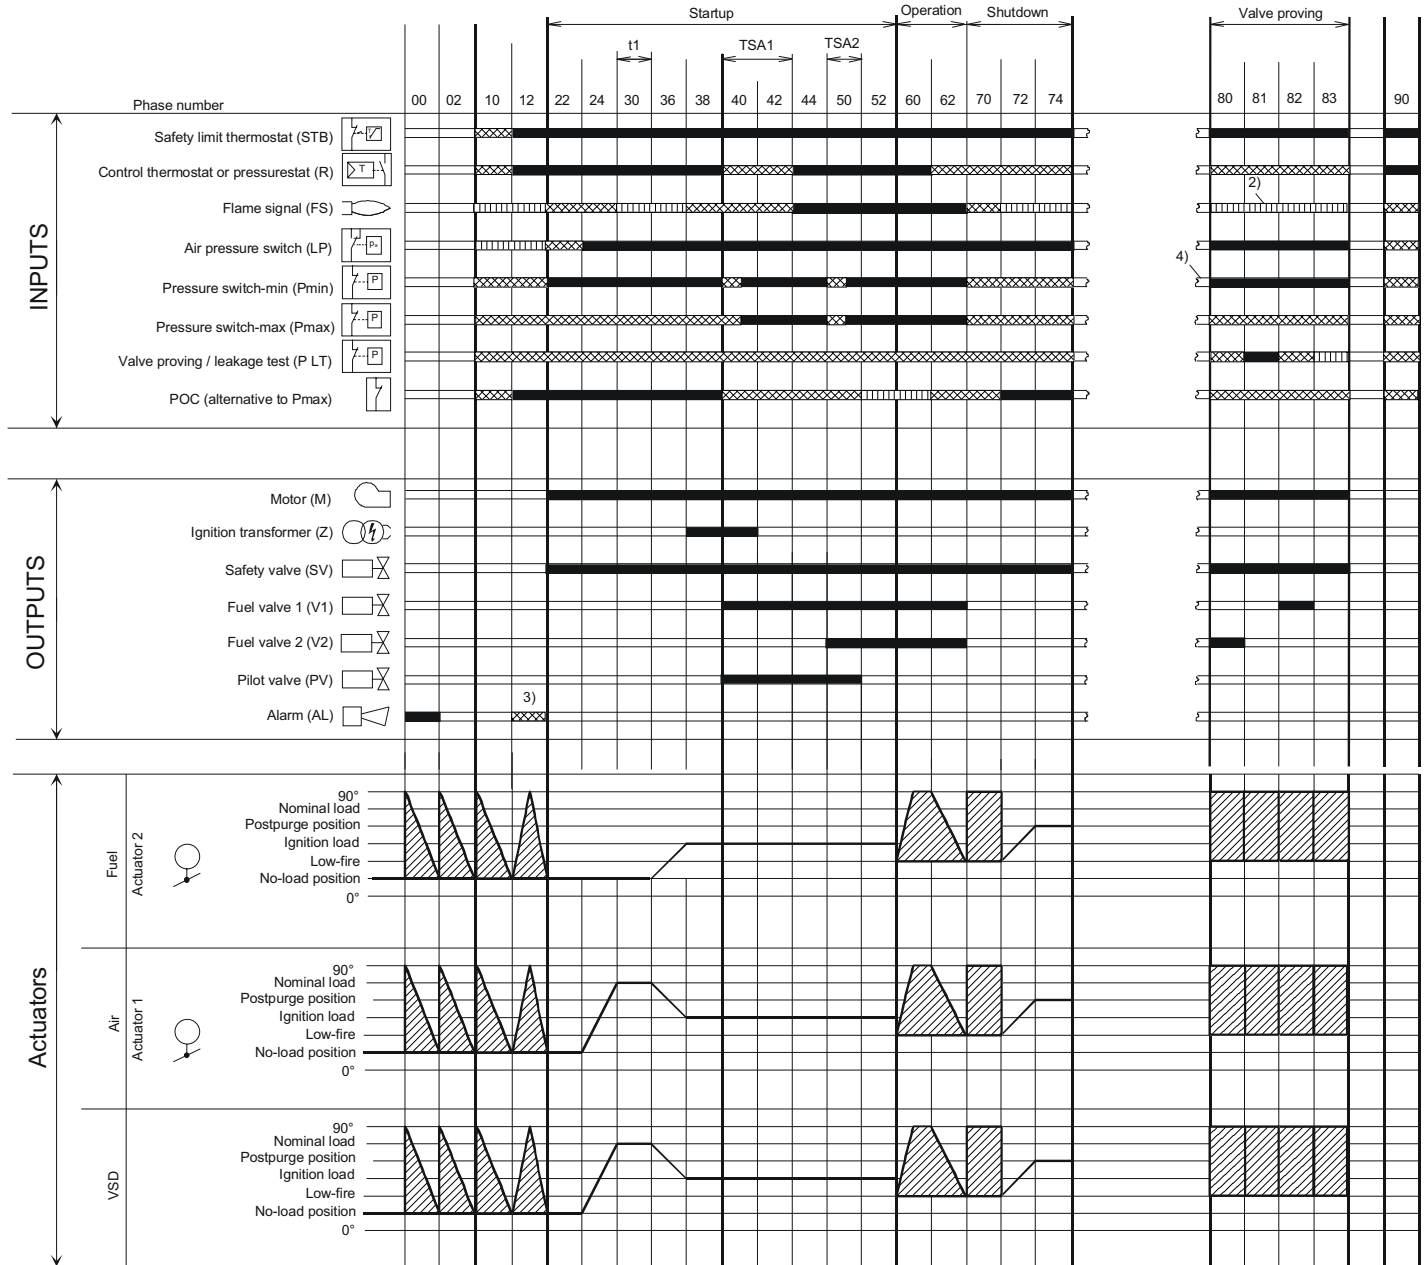 Startup Operation Shutdown Valve proving
t1 TSA1 TSA2
Phase number 00 02 10 12 22 24 30 36 38 40 42 44 50 52 60 62 70 72 74 80 81 82 83 90
INPUTS
Safety limit thermostat (STB)
Control thermostat or pressurestat (R) T
2)
Flame signal (FS)
Air pressure switch (LP) pₐ
4)
Pressure switch-min (Pmin) P
Pressure switch-max (Pmax) P
Valve proving / leakage test (P LT) P
POC (alternative to Pmax)
OUTPUTS
Motor (M)
Ignition transformer (Z)
Safety valve (SV)
Fuel valve 1 (V1)
Fuel valve 2 (V2)
Pilot valve (PV)
3)
Alarm (AL)
Actuators
Fuel
Actuator 2
90°
Nominal load
Postpurge position
Ignition load
Low-fire
No-load position
0°
Air
Actuator 1
90°
Nominal load
Postpurge position
Ignition load
Low-fire
No-load position
0°
VSD
90°
Nominal load
Postpurge position
Ignition load
Low-fire
No-load position
0°